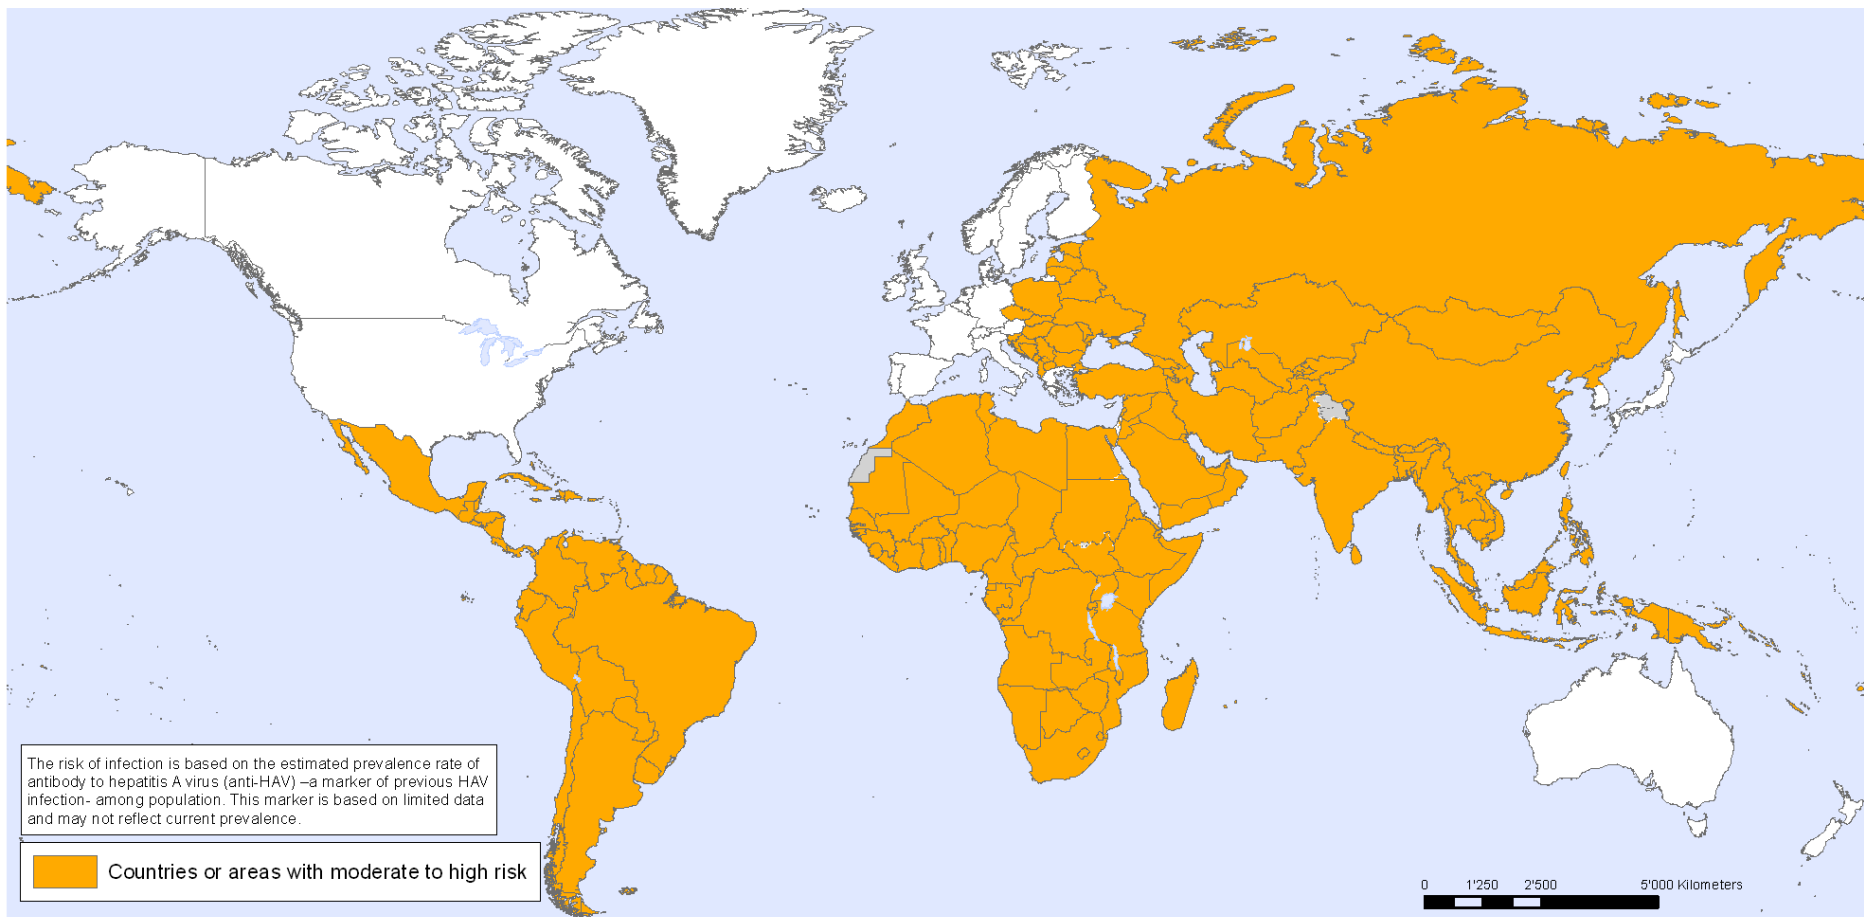 The risk of infection is based on the estimated prevalence rate of
antibody to hepatitis A virus (anti-HAV) –a marker of previous HAV
infection- among population. This marker is based on limited data
and may not reflect current prevalence.
Countries or areas with moderate to high risk
0 1'250 2'500 5'000 Kilometers